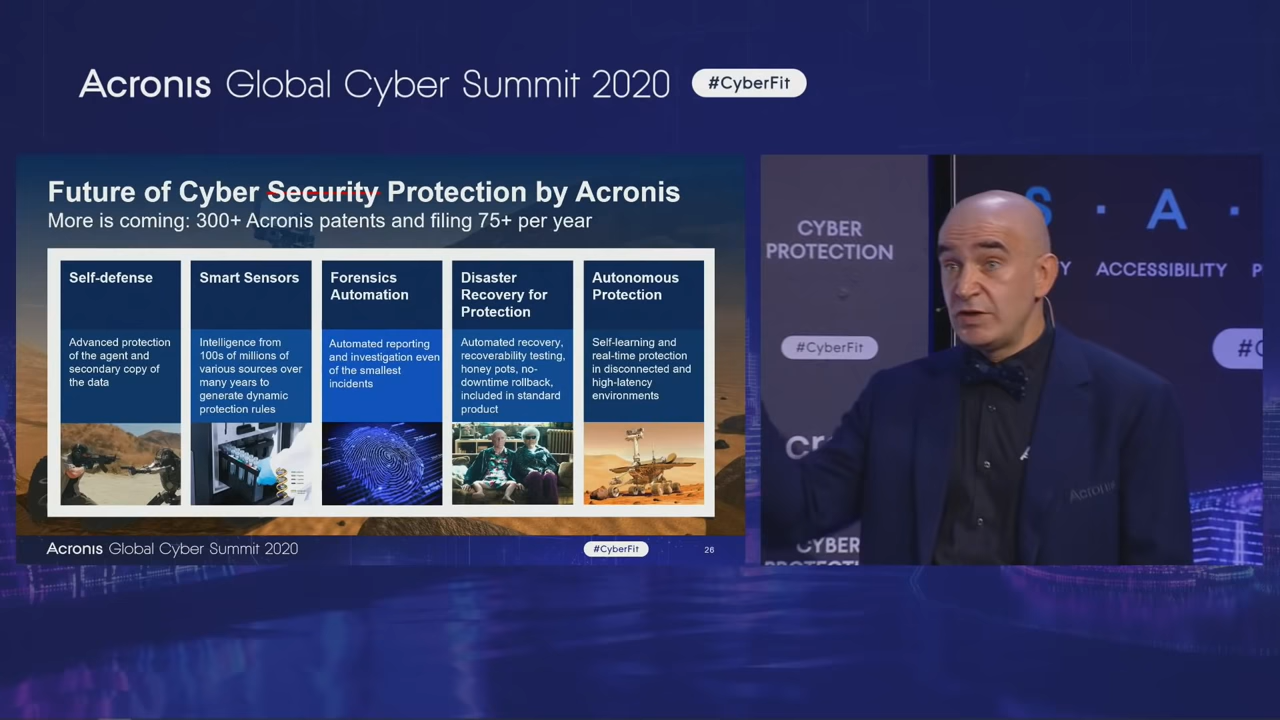 Acronis Global Cyber Summit 2020 #CyberFit
Future of Cyber Security Protection by Acronis
More is coming: 300+ Acronis patents and filing 75+ per year
Self-defense
Advanced protection
of the agent and
secondary copy of
the data
Smart Sensors
Intelligence from
100s of millions of
various sources over
many years to
generate dynamic
protection rules
Forensics
Automation
Automated reporting
and investigation even
of the smallest
incidents
Disaster
Recovery for
Protection
Automated recovery,
recoverability testing,
honey pots, no-
downtime rollback,
included in standard
product
Autonomous
Protection
Self-learning and
real-time protection
in disconnected and
high-latency
environments
Acronis Global Cyber Summit 2020
#CyberFit
26
CYBER
PROTECTION
#CyberFit
S · A ·
Y ACCESSIBILITY P
#C
CYBER
Acronis